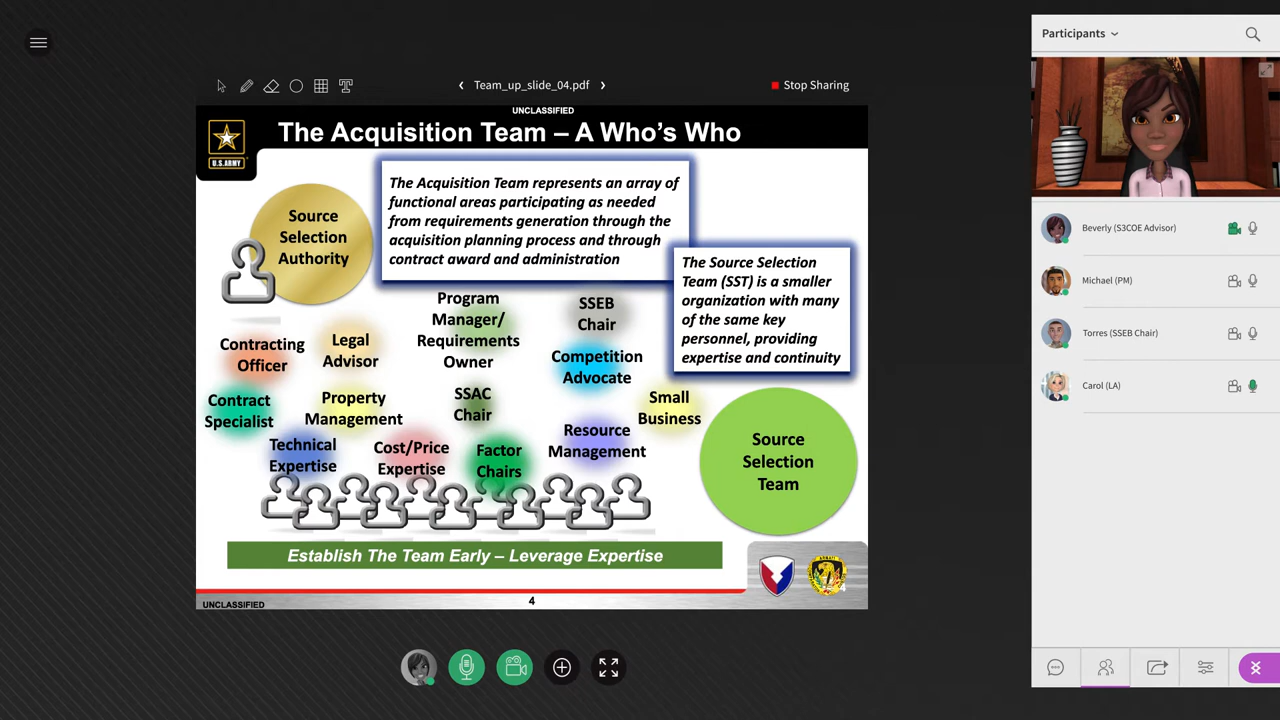 Participants
Team_up_slide_04.pdf
Stop Sharing
UNCLASSIFIED
The Acquisition Team – A Who's Who
U.S.ARMY
The Acquisition Team represents an array of
functional areas participating as needed
from requirements generation through the
acquisition planning process and through
contract award and administration
Source
Selection
Authority
The Source Selection
Team (SST) is a smaller
organization with many
of the same key
personnel, providing
expertise and continuity
Program
Manager/
Requirements
Owner
SSEB
Chair
Contracting
Officer
Legal
Advisor
Competition
Advocate
Contract
Specialist
Property
Management
SSAC
Chair
Small
Business
Technical
Expertise
Cost/Price
Expertise
Factor
Chairs
Resource
Management
Source
Selection
Team
Establish The Team Early – Leverage Expertise
UNCLASSIFIED
4
4
Beverly (S3COE Advisor)
Michael (PM)
Torres (SSEB Chair)
Carol (LA)